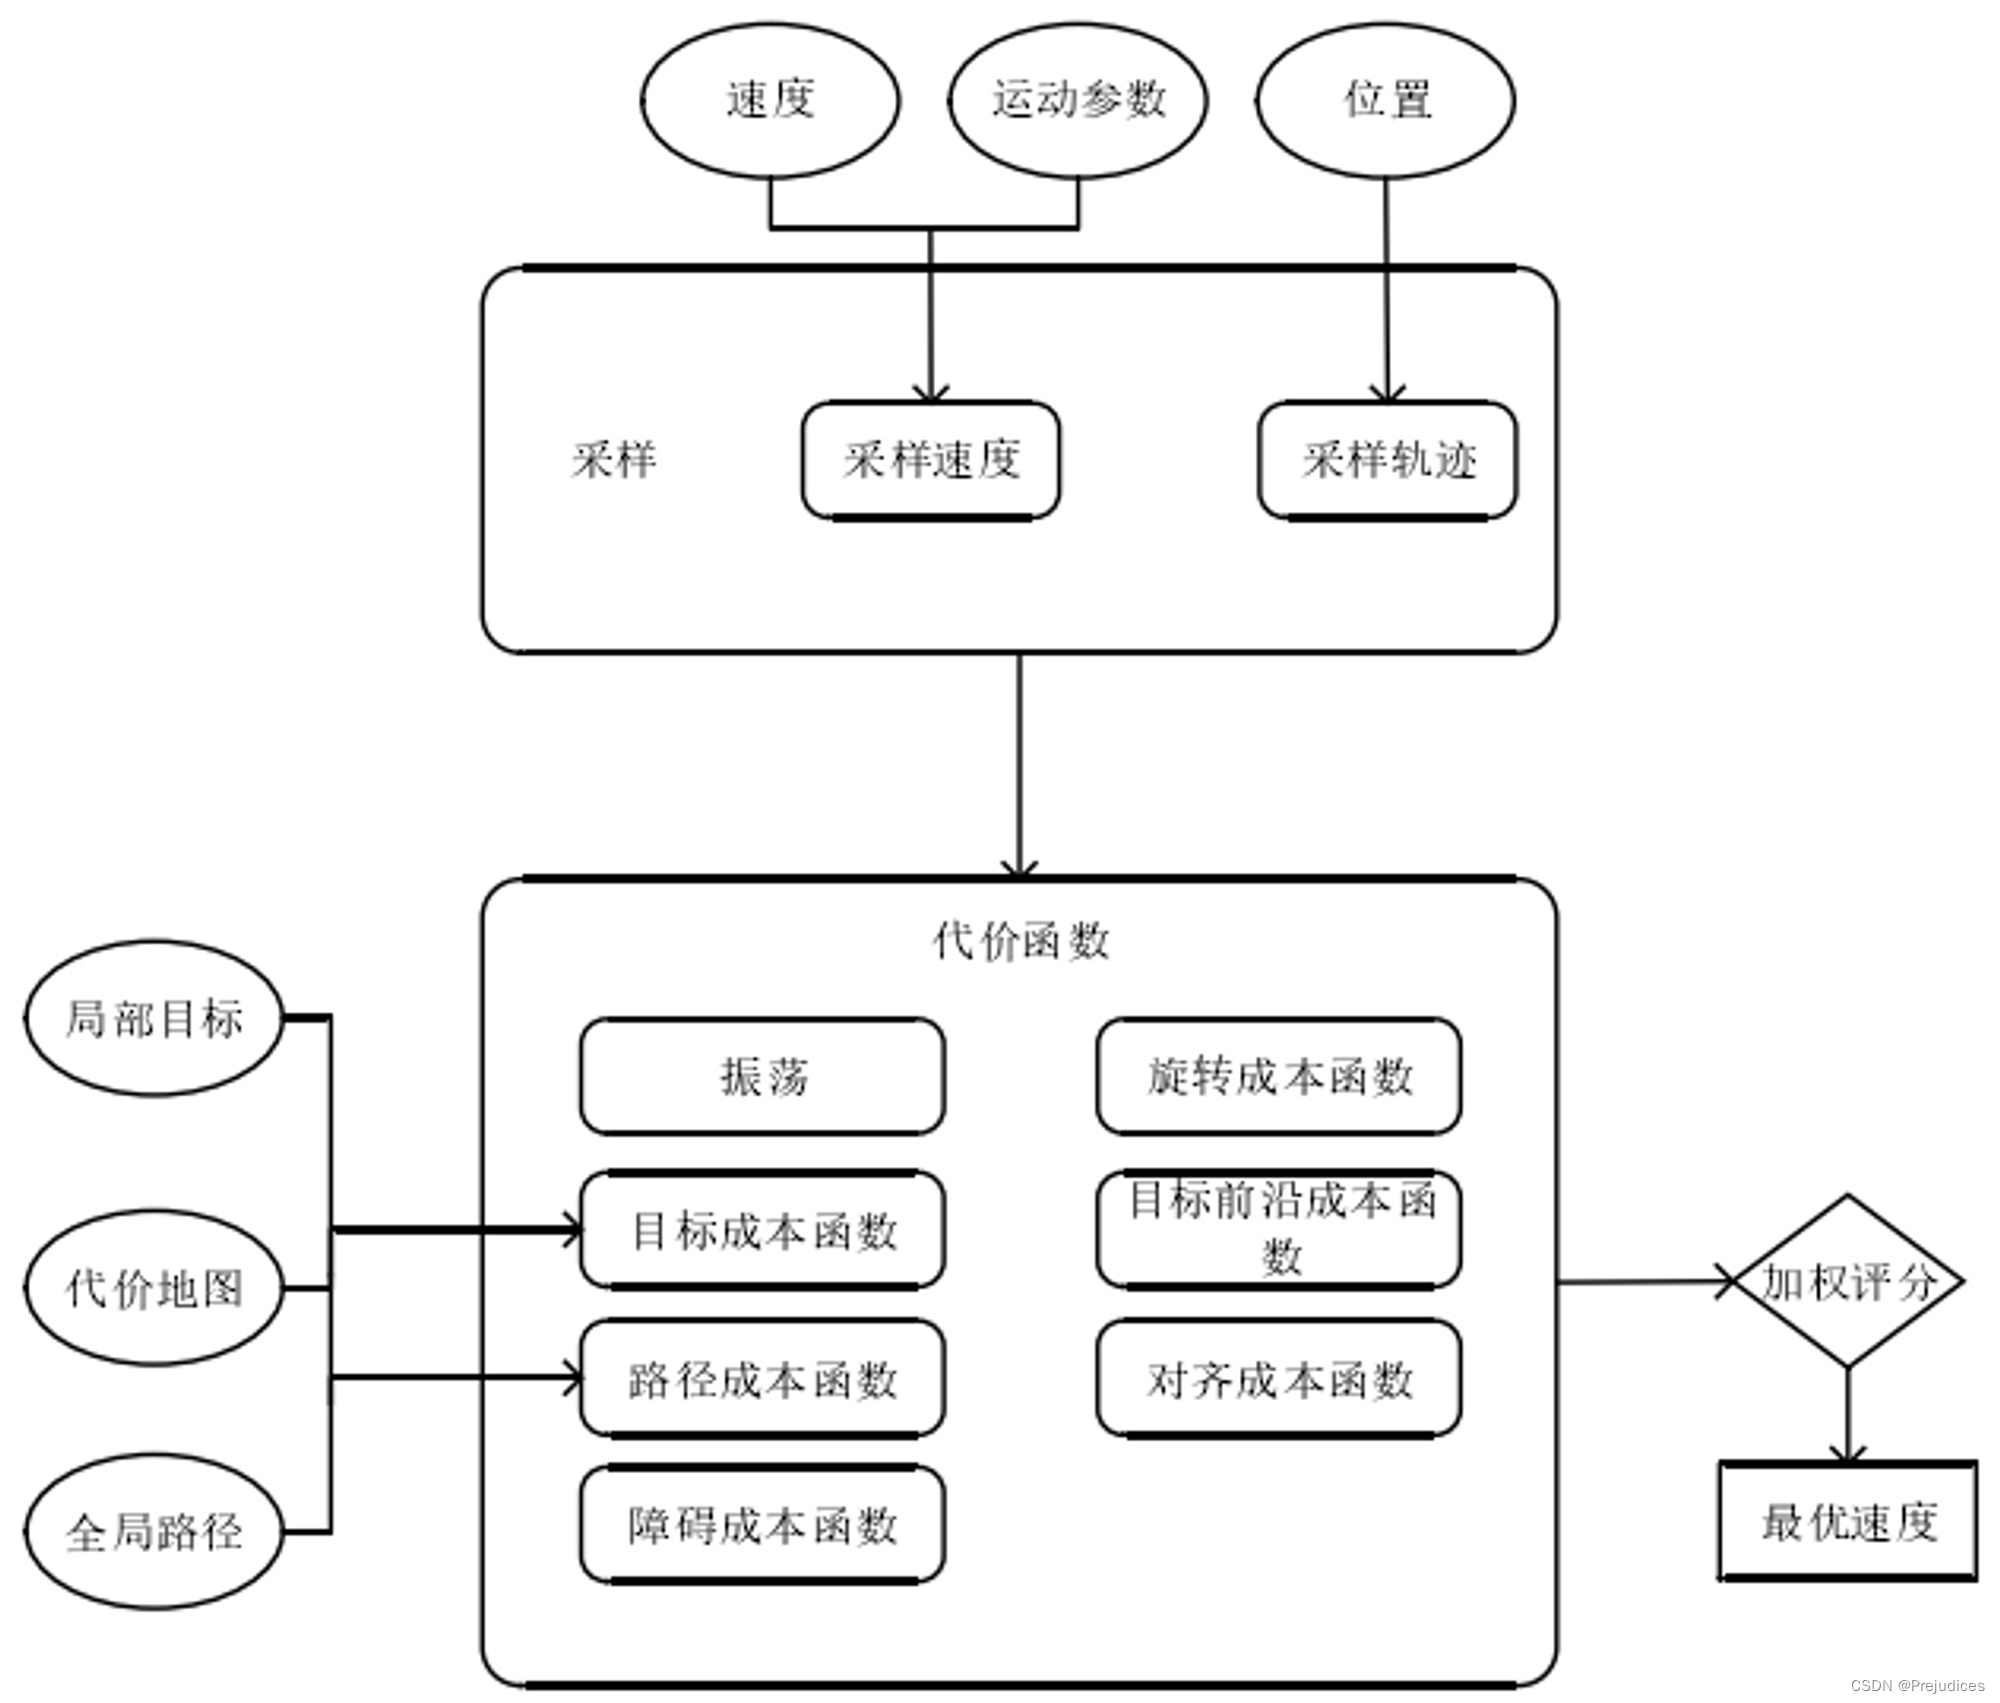 速度
运动参数
位置
采样
采样速度
采样轨迹
代价函数
局部目标
振荡
旋转成本函数
代价地图
目标成本函数
目标前沿成本函
数
加权评分
路径成本函数
对齐成本函数
全局路径
障碍成本函数
最优速度
CSDN @Prejudices